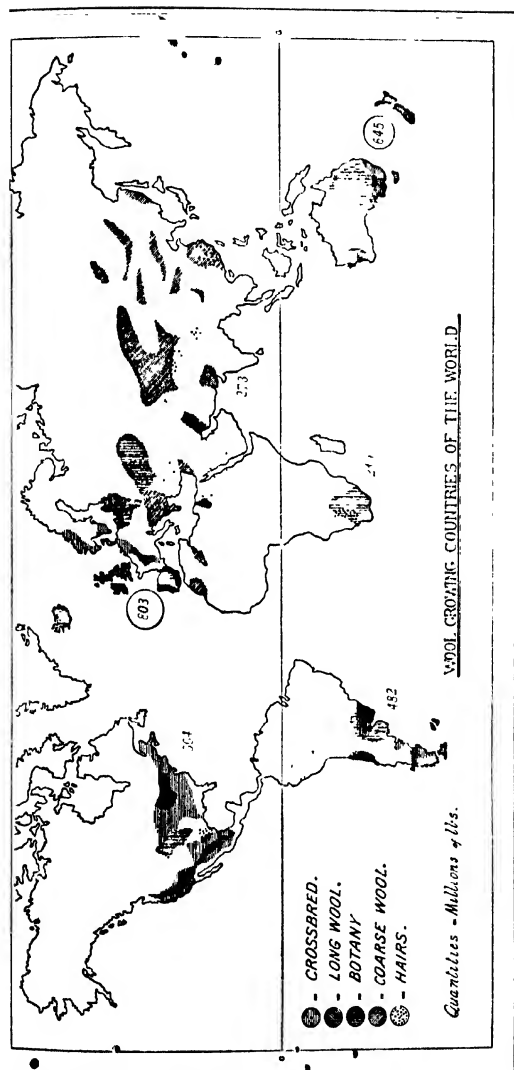 803
273
645
482
- CROSSBRED.
- LONG WOOL.
- BOTANY
- COARSE WOOL.
- HAIRS.
Quantities - Millions of lbs.
WOOL GROWING COUNTRIES OF THE WORLD